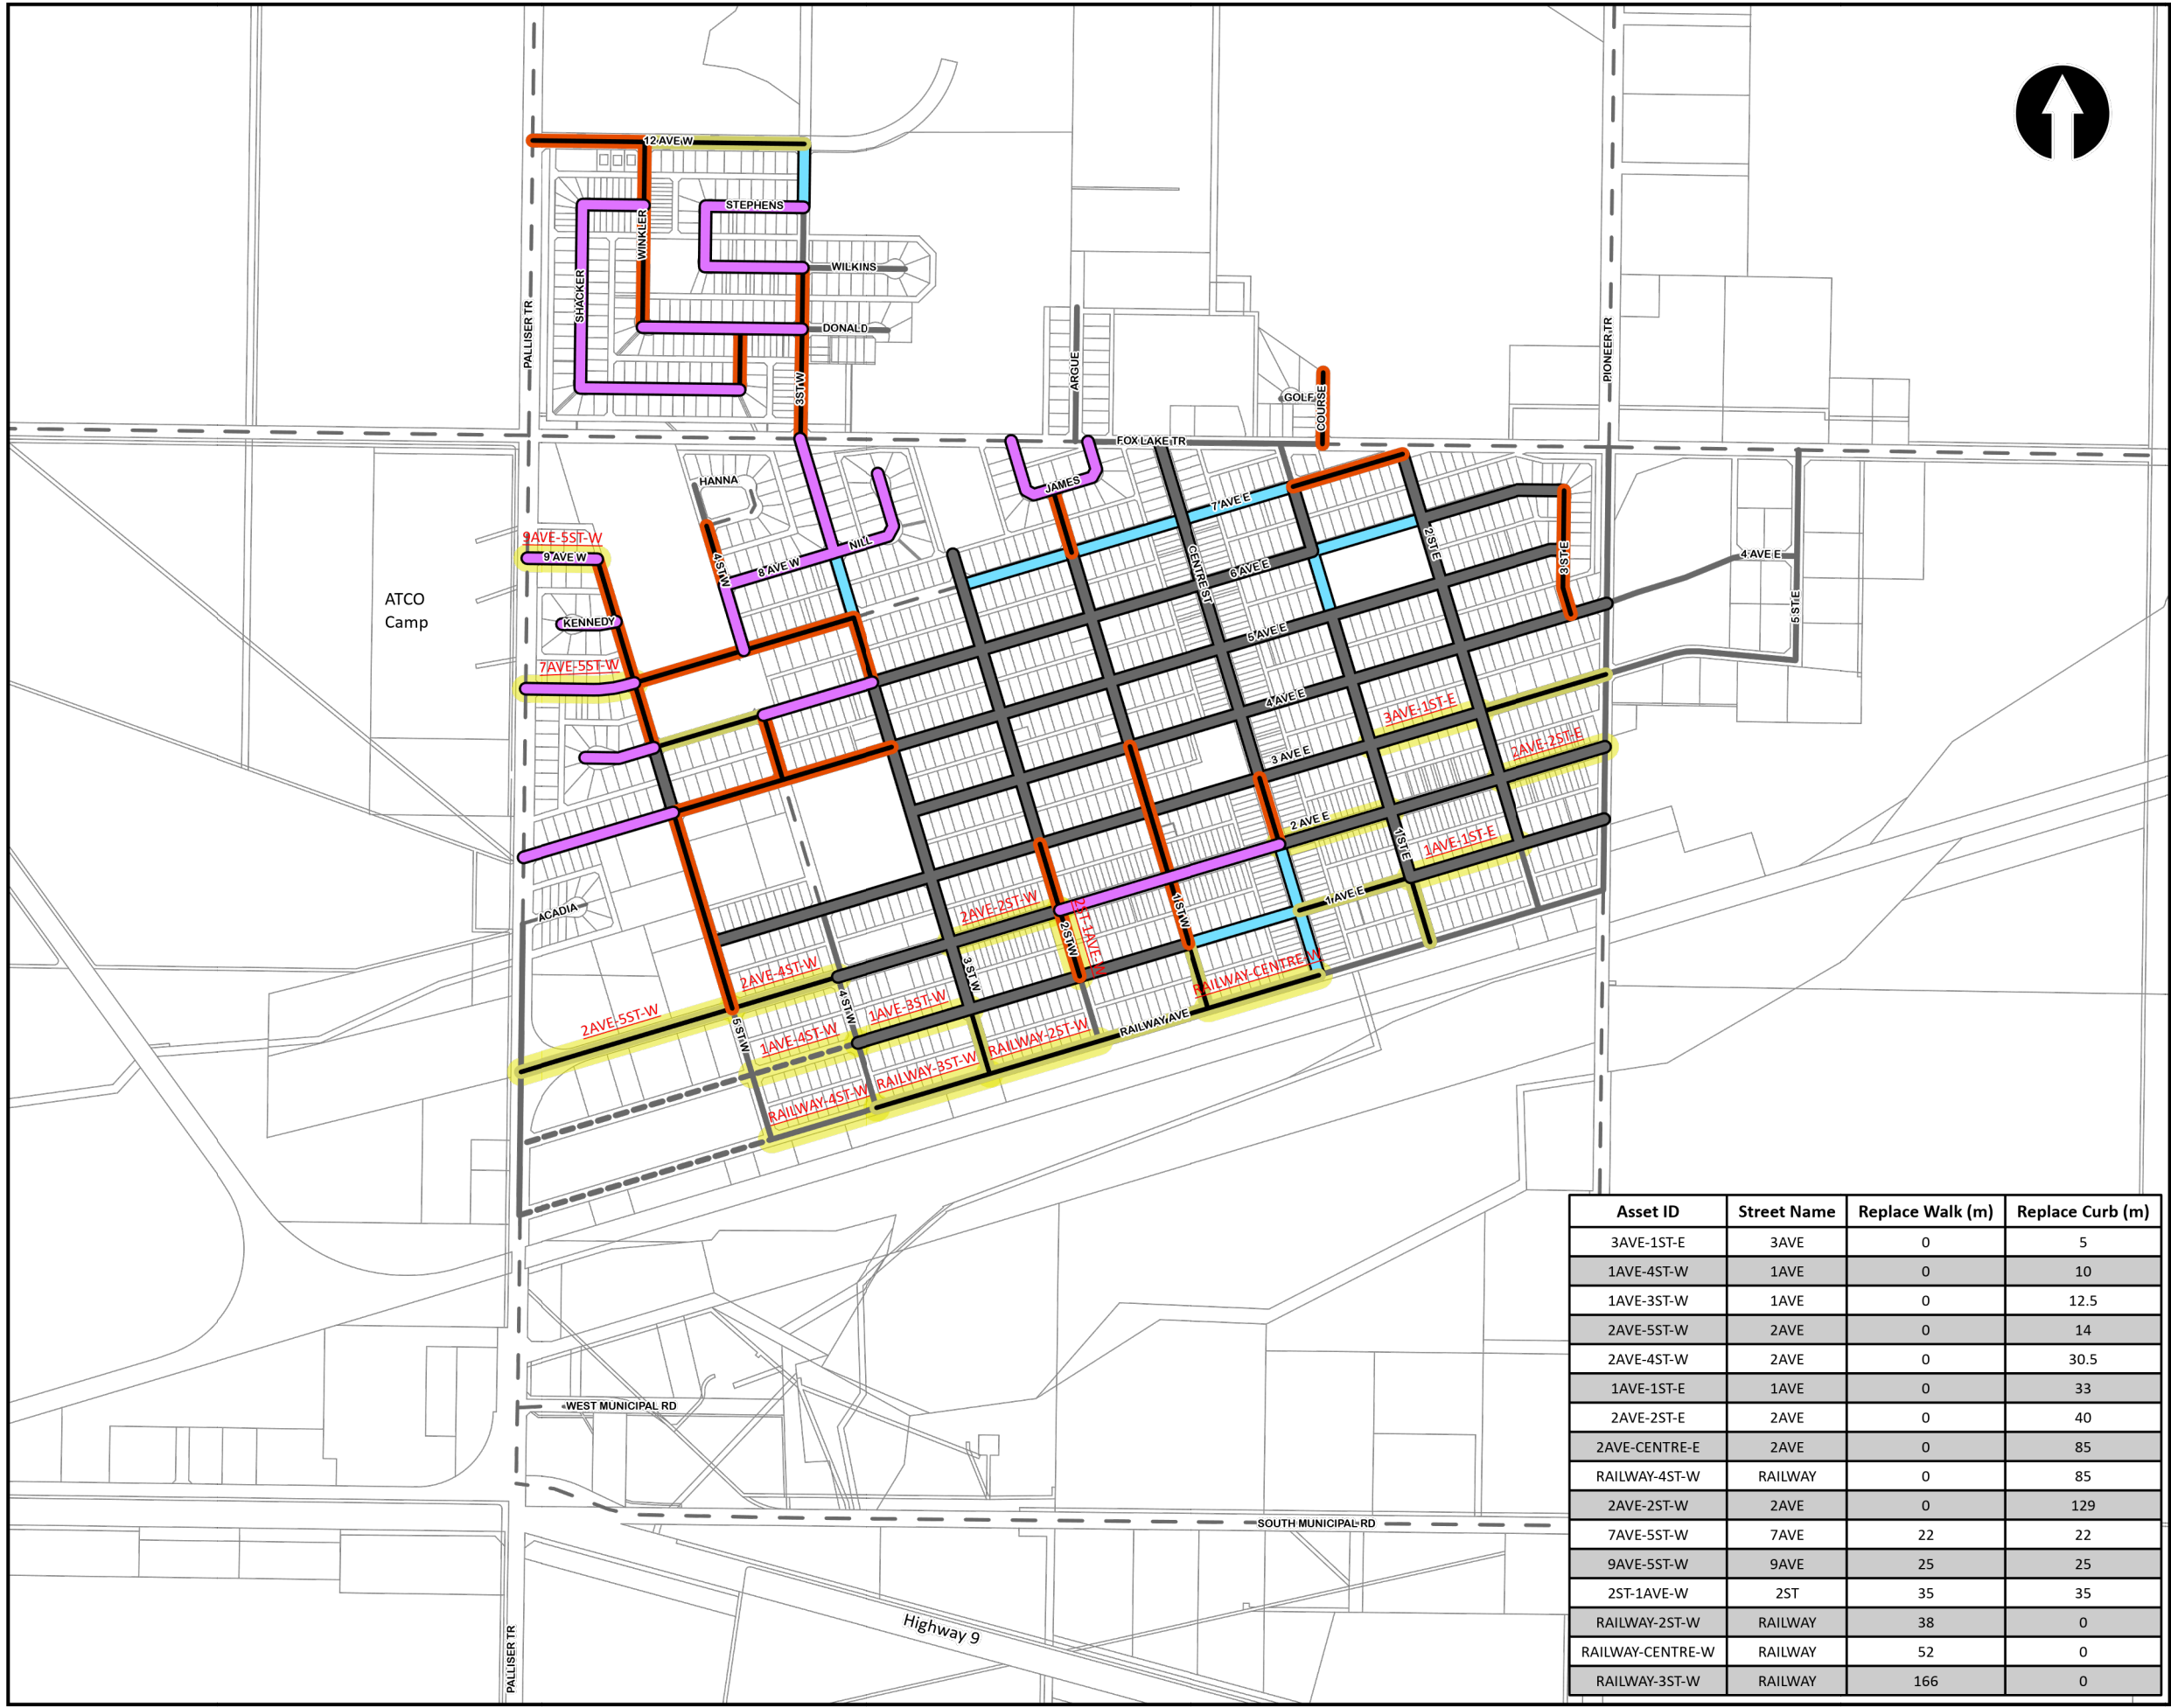 12 AVE W
STEPHENS
WINKLER
WILKINS
SHACKER
PALLISER TR
DONALD
3 ST W
ARGUE
GOLF
COURSE
PIONEER TR
FOX LAKE TR
HANNA
JAMES
7 AVE E
9AVE-5ST-W
9 AVE W
NILL
8 AVE W
4 ST W
CENTRE ST
2 ST E
3 ST E
4 AVE E
5 ST E
6 AVE E
ATCO
Camp
KENNEDY
5 AVE E
7AVE-5ST-W
4 AVE E
3AVE-1ST-E
2AVE-2ST-E
3 AVE E
2 AVE E
1 ST E
1AVE-1ST-E
1 AVE E
ACADIA
2AVE-2ST-W
2ST-1AVE-W
2 ST W
1 ST W
2AVE-4ST-W
3 ST W
RAILWAY-CENTRE-W
4 ST W
1AVE-3ST-W
2AVE-5ST-W
5 ST W
1AVE-4ST-W
RAILWAY-2ST-W
RAILWAY AVE
RAILWAY-3ST-W
RAILWAY-4ST-W
WEST MUNICIPAL RD
SOUTH MUNICIPAL RD
Highway 9
PALLISER TR
Asset ID Street Name Replace Walk (m) Replace Curb (m)
3AVE-1ST-E 3AVE 0 5
1AVE-4ST-W 1AVE 0 10
1AVE-3ST-W 1AVE 0 12.5
2AVE-5ST-W 2AVE 0 14
2AVE-4ST-W 2AVE 0 30.5
1AVE-1ST-E 1AVE 0 33
2AVE-2ST-E 2AVE 0 40
2AVE-CENTRE-E 2AVE 0 85
RAILWAY-4ST-W RAILWAY 0 85
2AVE-2ST-W 2AVE 0 129
7AVE-5ST-W 7AVE 22 22
9AVE-5ST-W 9AVE 25 25
2ST-1AVE-W 2ST 35 35
RAILWAY-2ST-W RAILWAY 38 0
RAILWAY-CENTRE-W RAILWAY 52 0
RAILWAY-3ST-W RAILWAY 166 0